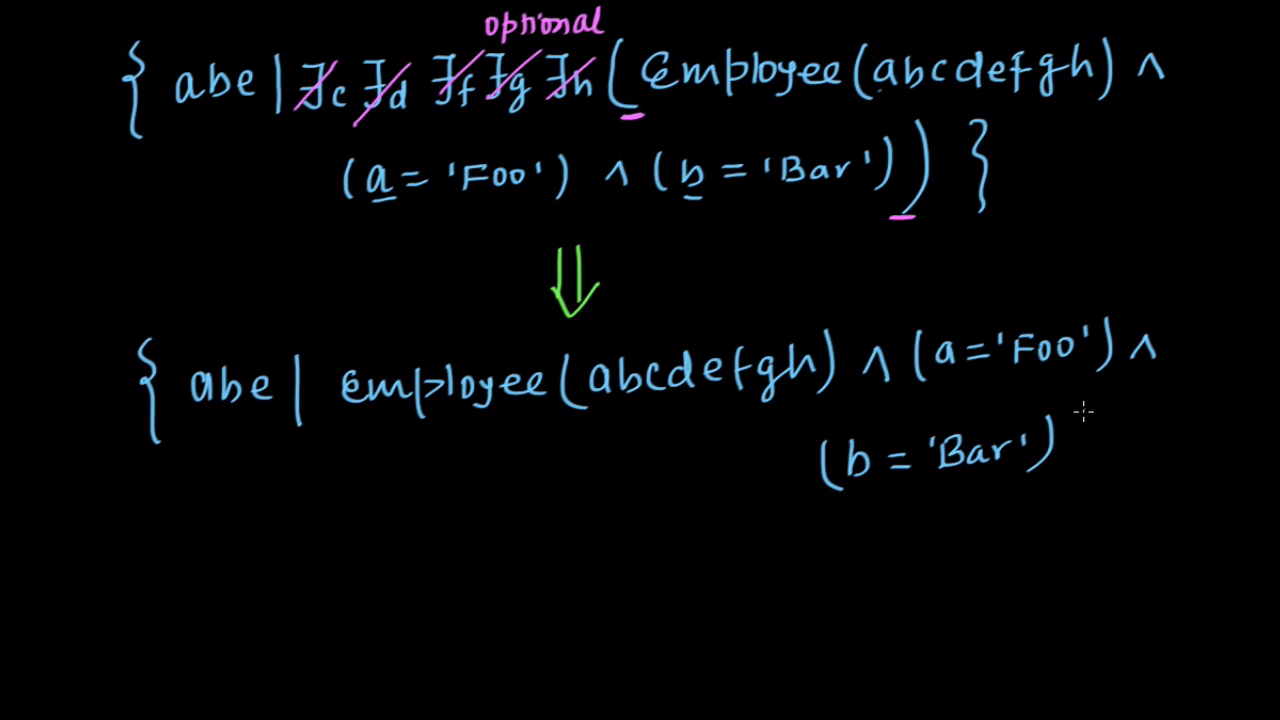 optional
{ abe | ∃c ∃d ∃f ∃g ∃h ( Employee(abcdefgh) ∧
(a = 'Foo') ∧ (b = 'Bar') ) }
⇓
{ abe | Employee(abcdefgh) ∧ (a = 'Foo') ∧
(b = 'Bar')